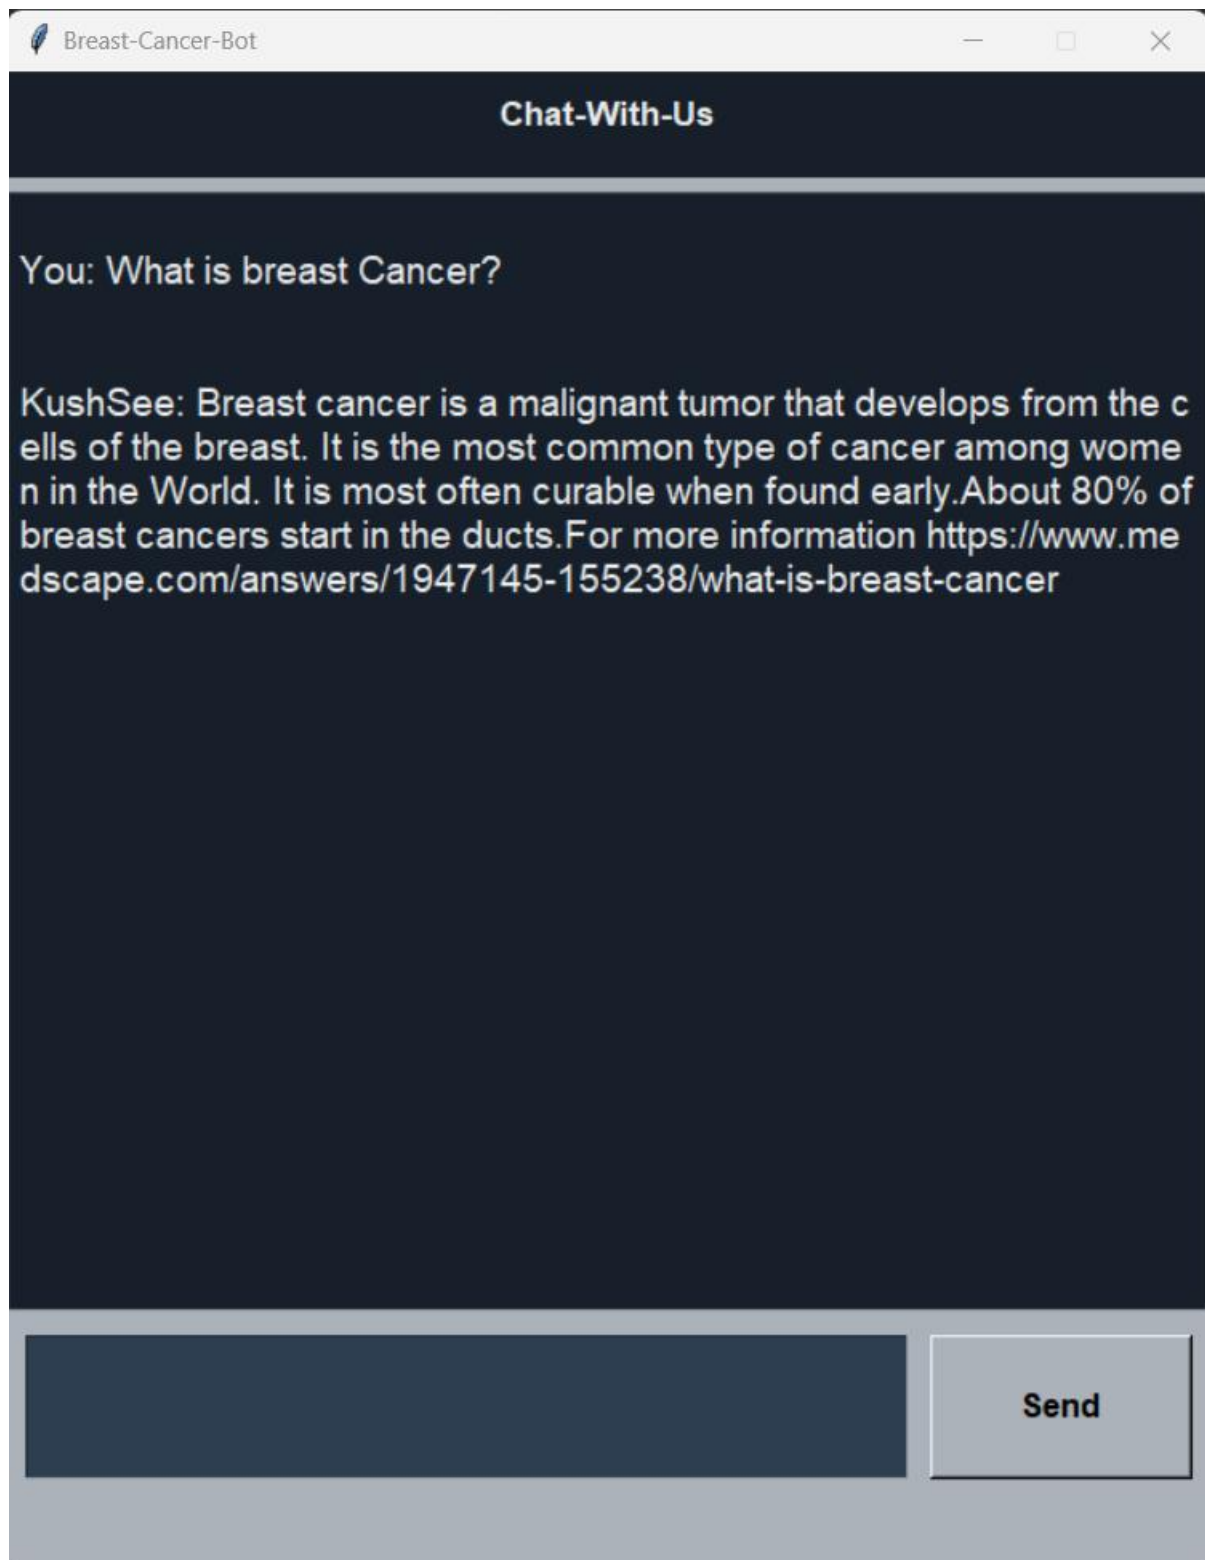 Breast-Cancer-Bot
Chat-With-Us
You: What is breast Cancer?
KushSee: Breast cancer is a malignant tumor that develops from the c
ells of the breast. It is the most common type of cancer among wome
n in the World. It is most often curable when found early.About 80% of
breast cancers start in the ducts.For more information https://www.me
dscape.com/answers/1947145-155238/what-is-breast-cancer
Send